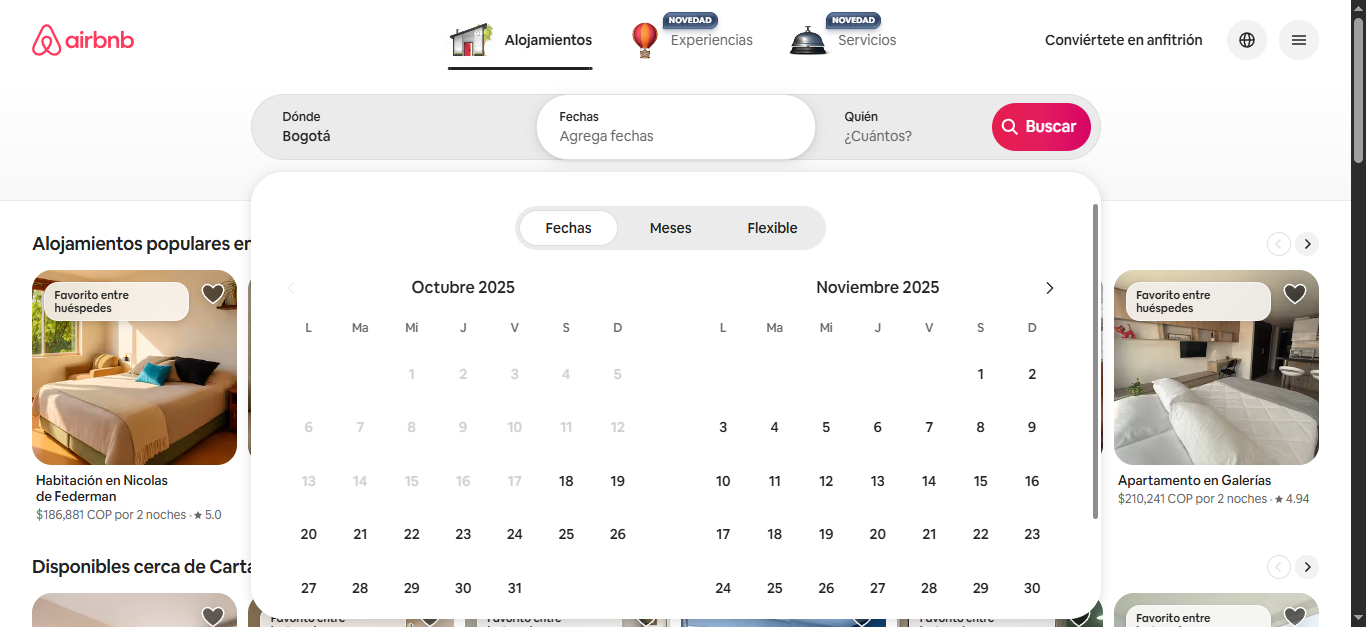 airbnb
Alojamientos
NOVEDAD
Experiencias
NOVEDAD
Servicios
Conviértete en anfitrión
Dónde
Bogotá
Fechas
Agrega fechas
Quién
¿Cuántos?
Buscar
Fechas
Meses
Flexible
Alojamientos populares en
Octubre 2025
Noviembre 2025
L Ma Mi J V S D
L Ma Mi J V S D
1 2 3 4 5
1 2
6 7 8 9 10 11 12
3 4 5 6 7 8 9
13 14 15 16 17 18 19
10 11 12 13 14 15 16
20 21 22 23 24 25 26
17 18 19 20 21 22 23
27 28 29 30 31
24 25 26 27 28 29 30
Favorito entre
huéspedes
Habitación en Nicolas
de Federman
$186,881 COP por 2 noches · ★ 5.0
Favorito entre
huéspedes
Apartamento en Galerías
$210,241 COP por 2 noches · ★ 4.94
Disponibles cerca de Carta
Favorito entre
Favorito entre
Favorito entre
Favorito entre